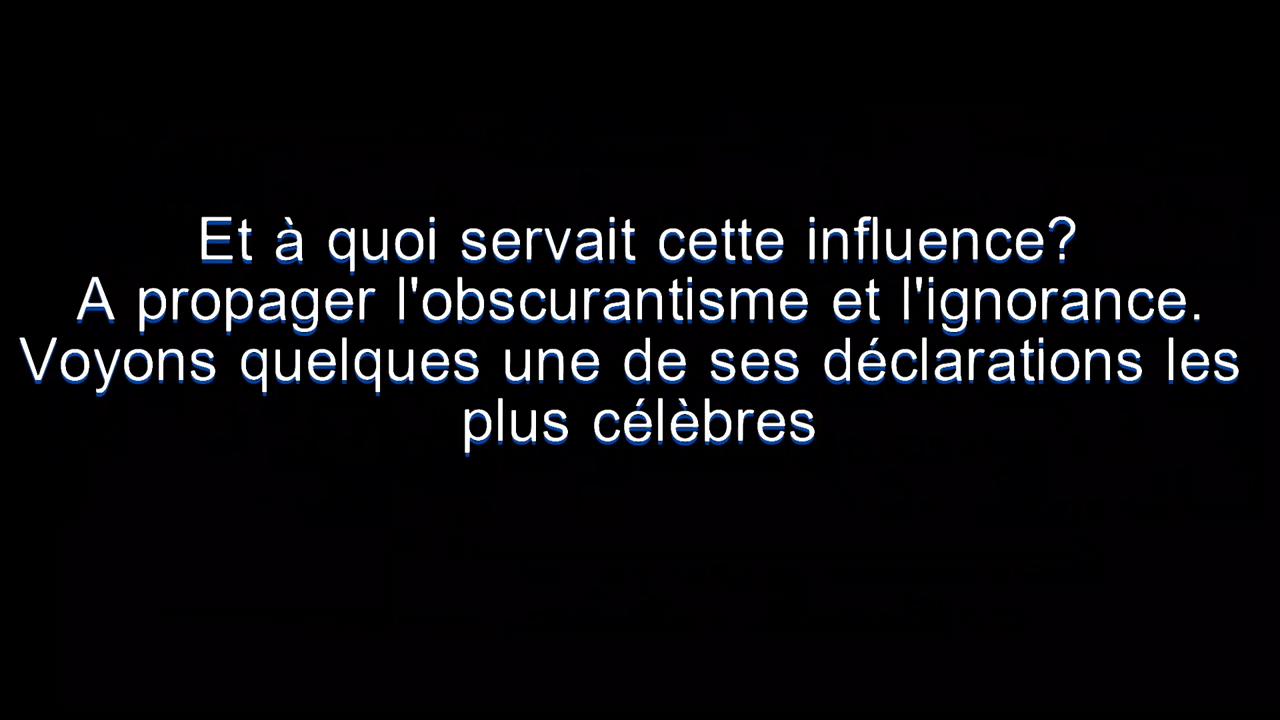 Et à quoi servait cette influence?
A propager l'obscurantisme et l'ignorance.
Voyons quelques une de ses déclarations les
plus célèbres